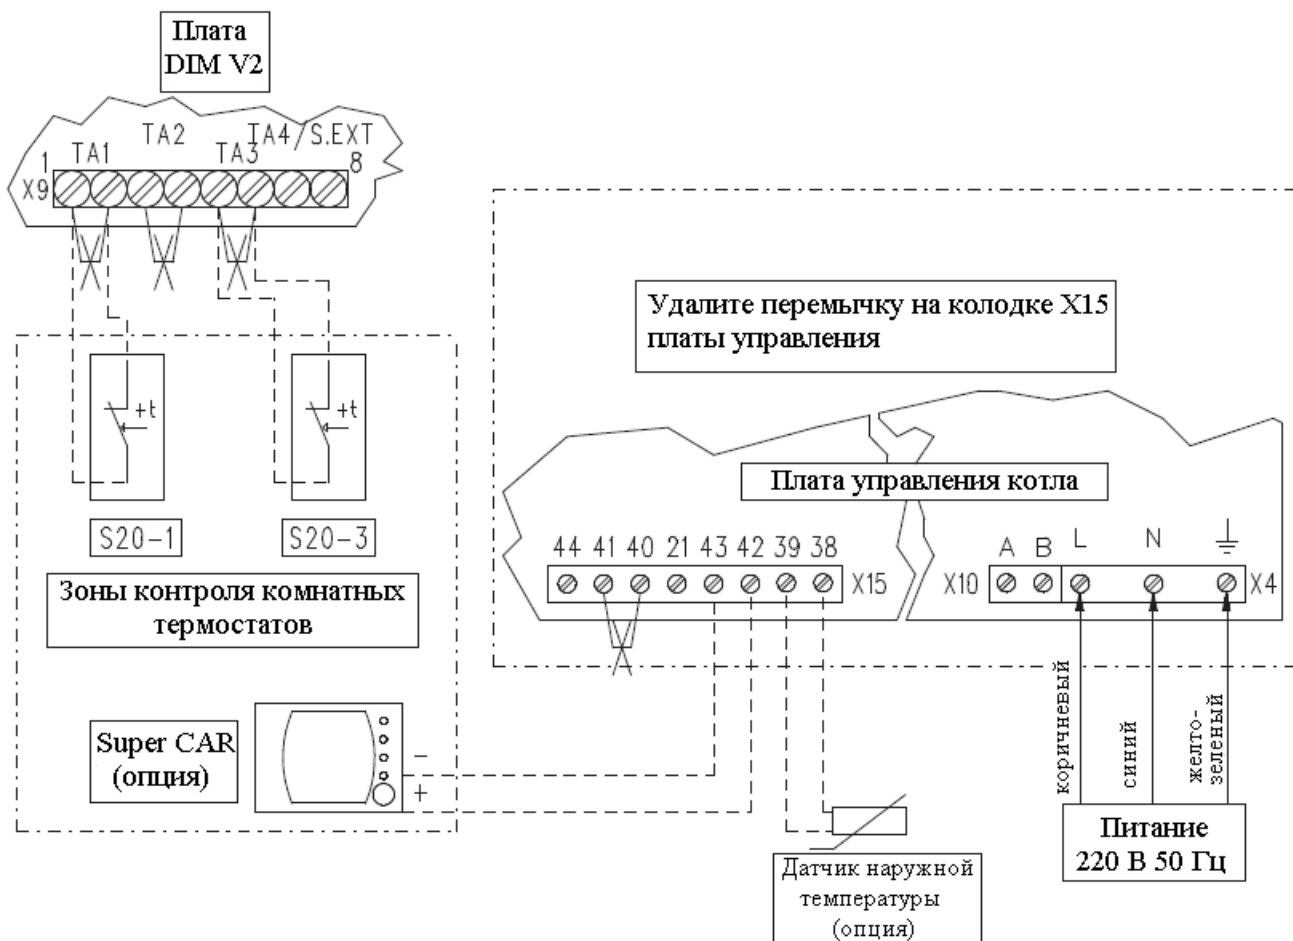 Плата
DIM V2
TA4/S.EXT
TA2
TA1
TA3
1
8
X9
Удалите перемычку на колодке X15
платы управления
+t
+t
Плата управления котла
S20-1
S20-3
44 41 40 21 43 42 39 38
X15
A B L N
X10
X4
Зоны контроля комнатных
термостатов
коричневый
синий
желто-
зеленый
Super CAR
(опция)
−
+
Питание
220 В 50 Гц
Датчик наружной
температуры
(опция)